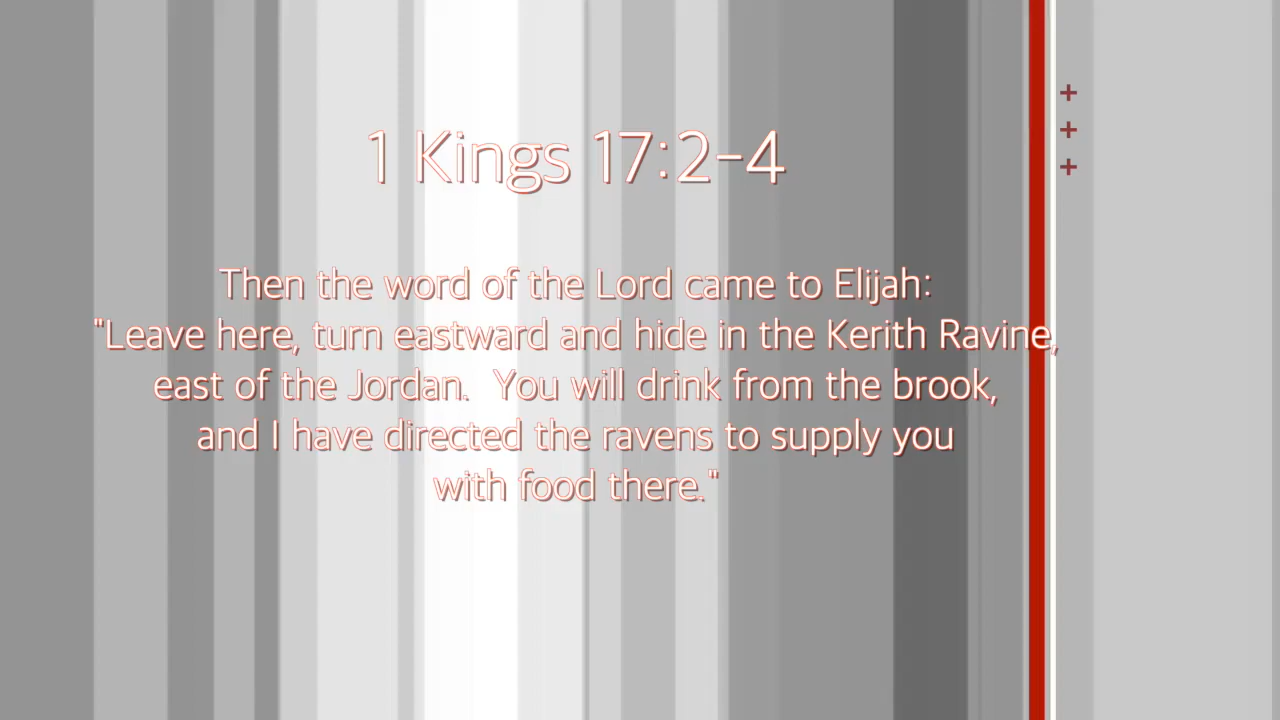 1 Kings 17:2-4
Then the word of the Lord came to Elijah:
"Leave here, turn eastward and hide in the Kerith Ravine,
east of the Jordan.  You will drink from the brook,
and I have directed the ravens to supply you
with food there."
+
+
+